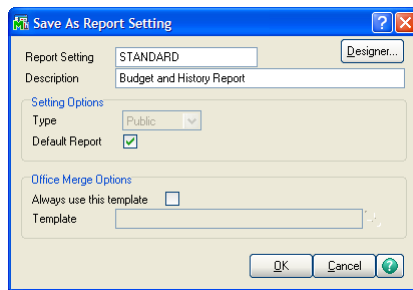 Save As Report Setting
Report Setting STANDARD Designer...
Description Budget and History Report
Setting Options
Type Public
Default Report
Office Merge Options
Always use this template
Template
OK Cancel